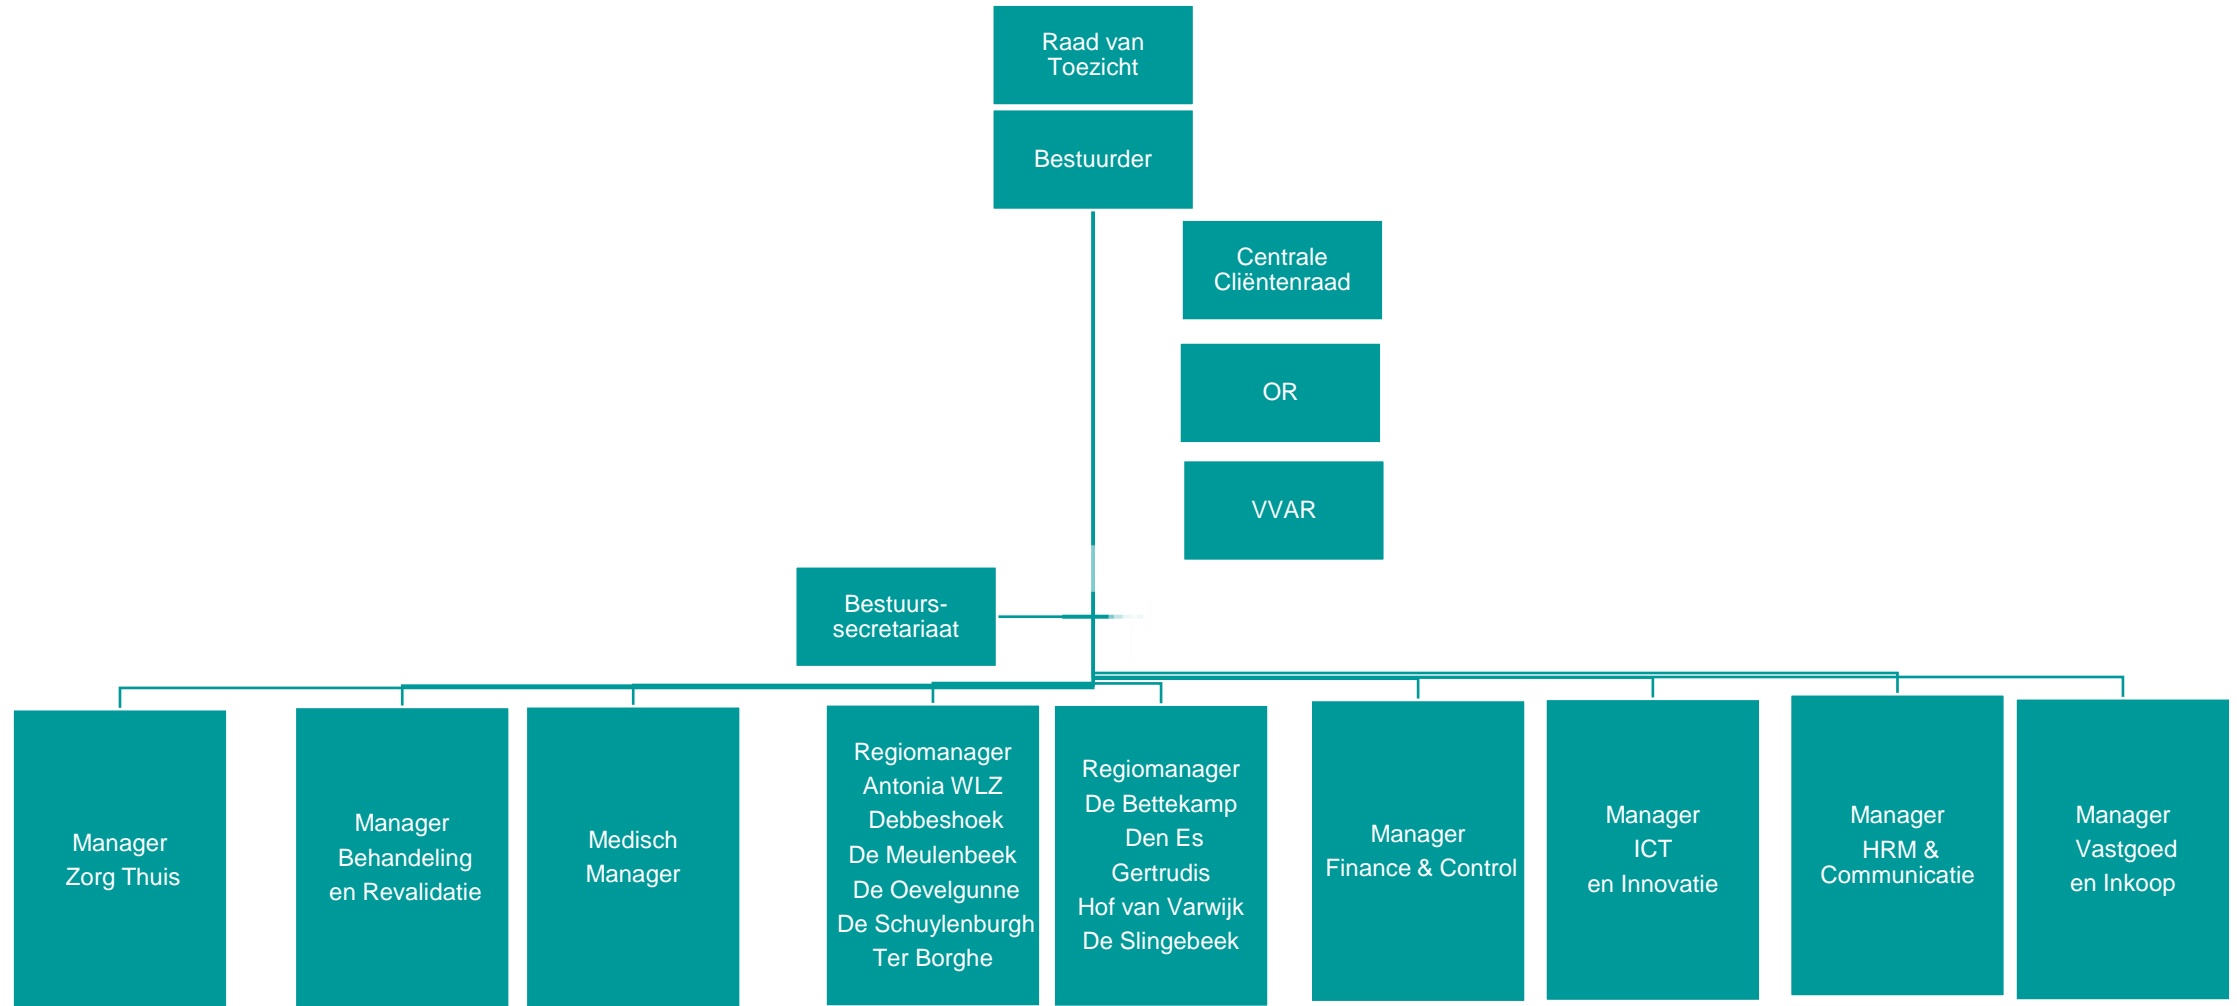 Raad van
Toezicht
Bestuurder
Centrale
Cliëntenraad
OR
VVAR
Bestuurs-
secretariaat
Manager
Zorg Thuis
Manager
Behandeling
en Revalidatie
Medisch
Manager
Regiomanager
Antonia WLZ
Debbeshoek
De Meulenbeek
De Oevelgunne
De Schuylenburgh
Ter Borghe
Regiomanager
De Bettekamp
Den Es
Gertrudis
Hof van Varwijk
De Slingebeek
Manager
Finance & Control
Manager
ICT
en Innovatie
Manager
HRM &
Communicatie
Manager
Vastgoed
en Inkoop